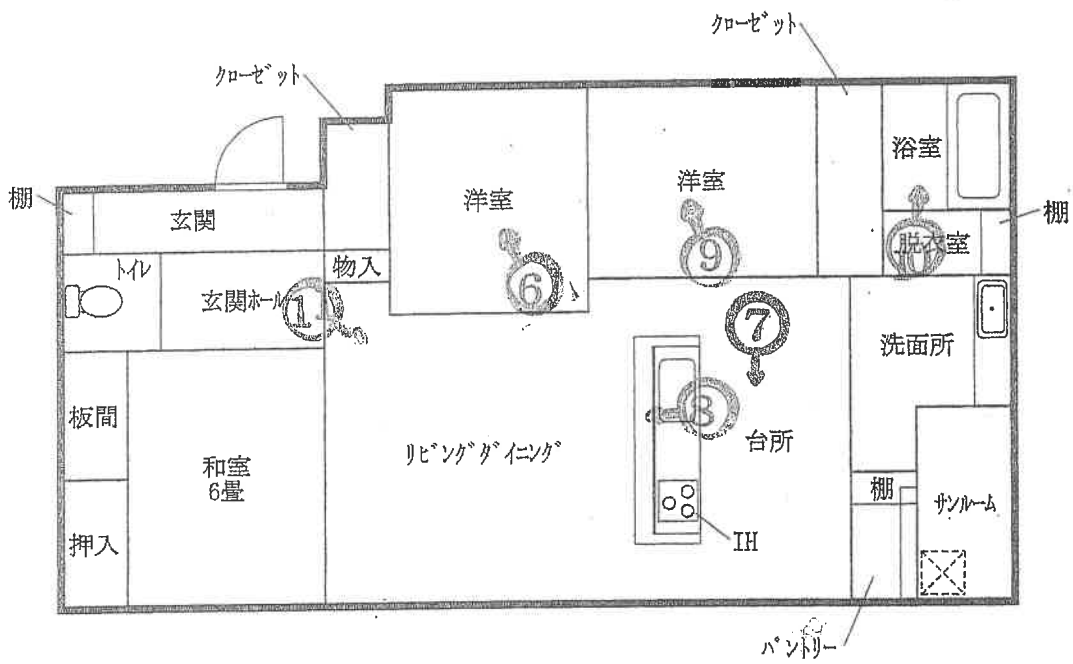 クローゼット
クローゼット
浴室
洋室
洋室
棚
玄関
棚
脱衣室
10
トイレ
物入
玄関ホール
1
6
9
7
洗面所
板間
8
台所
リビングダイニング
和室
6畳
棚
サンルーム
押入
IH
パントリー